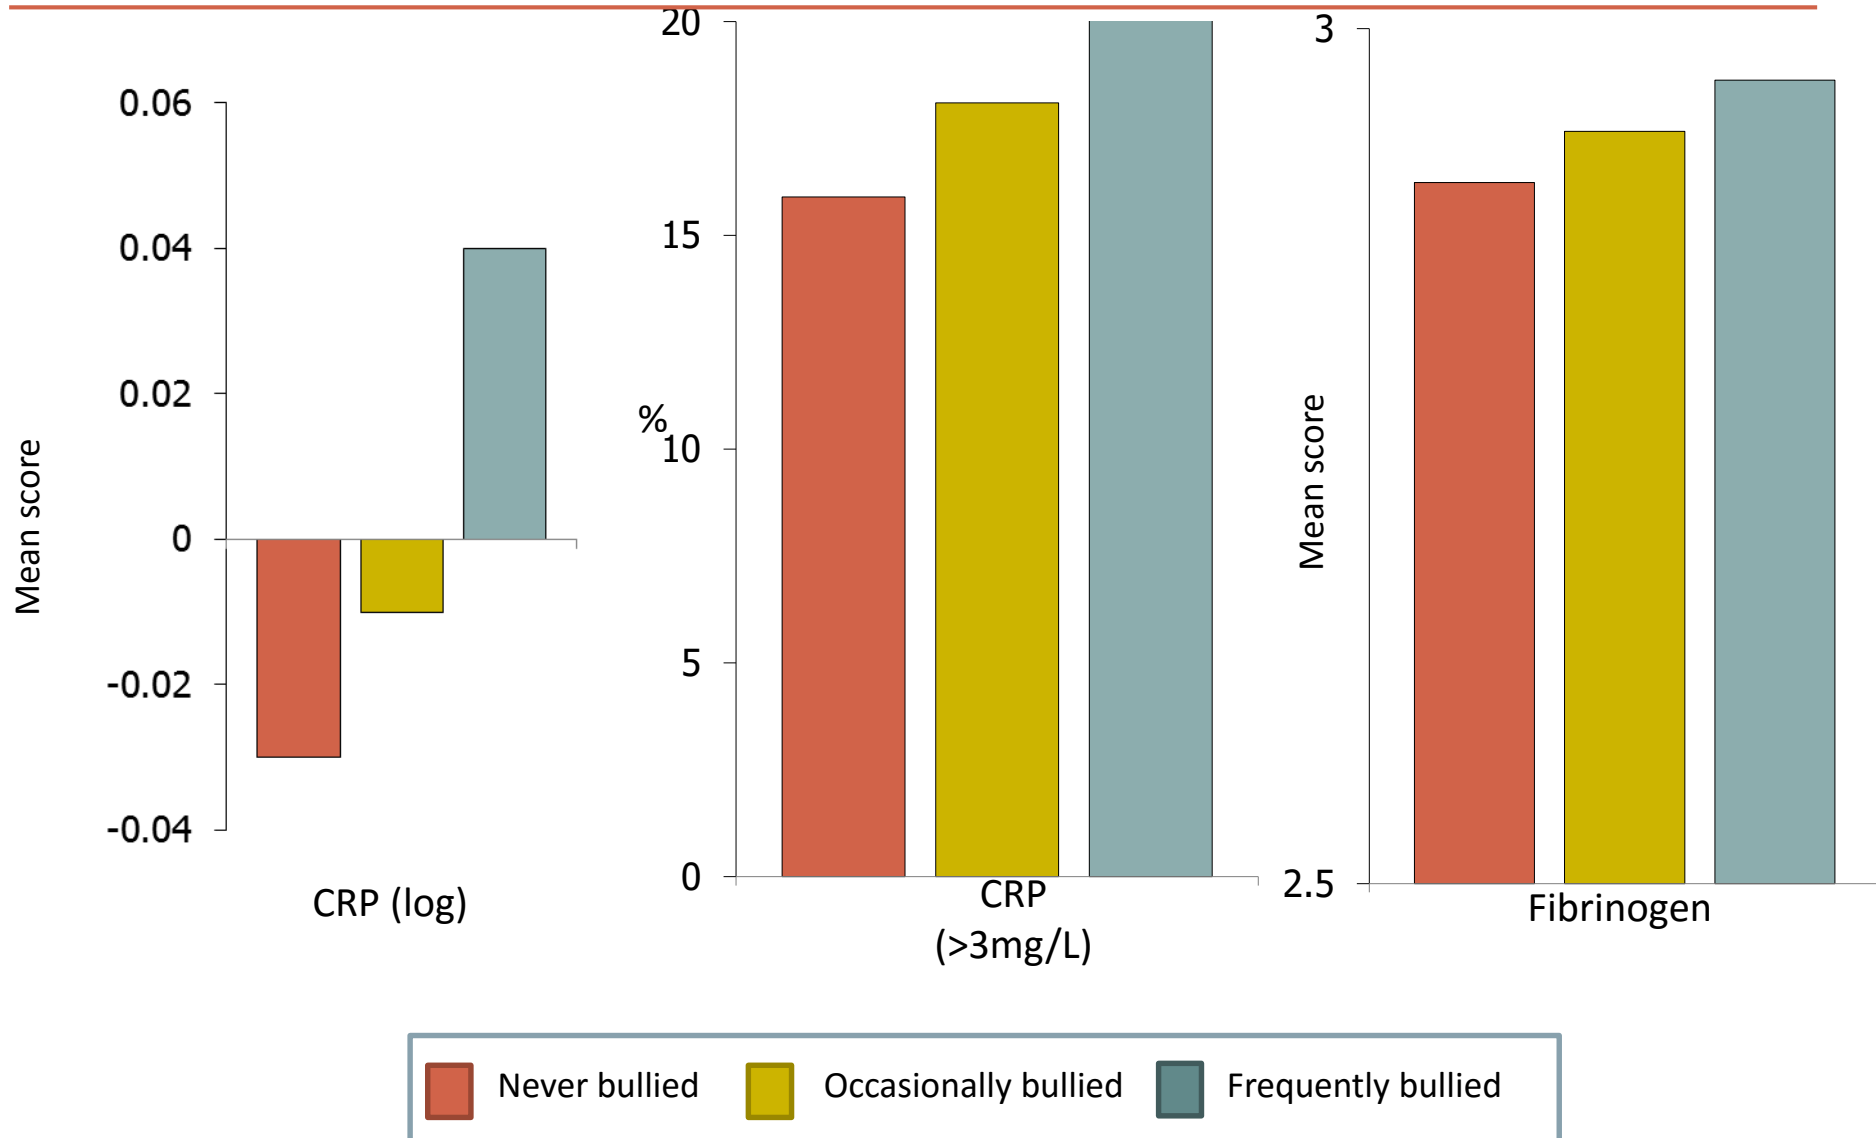 Mean score
0.06
0.04
0.02
0
-0.02
-0.04
CRP (log)
%
20
15
10
5
0
CRP
(>3mg/L)
Mean score
3
2.5
Fibrinogen
Never bullied
Occasionally bullied
Frequently bullied